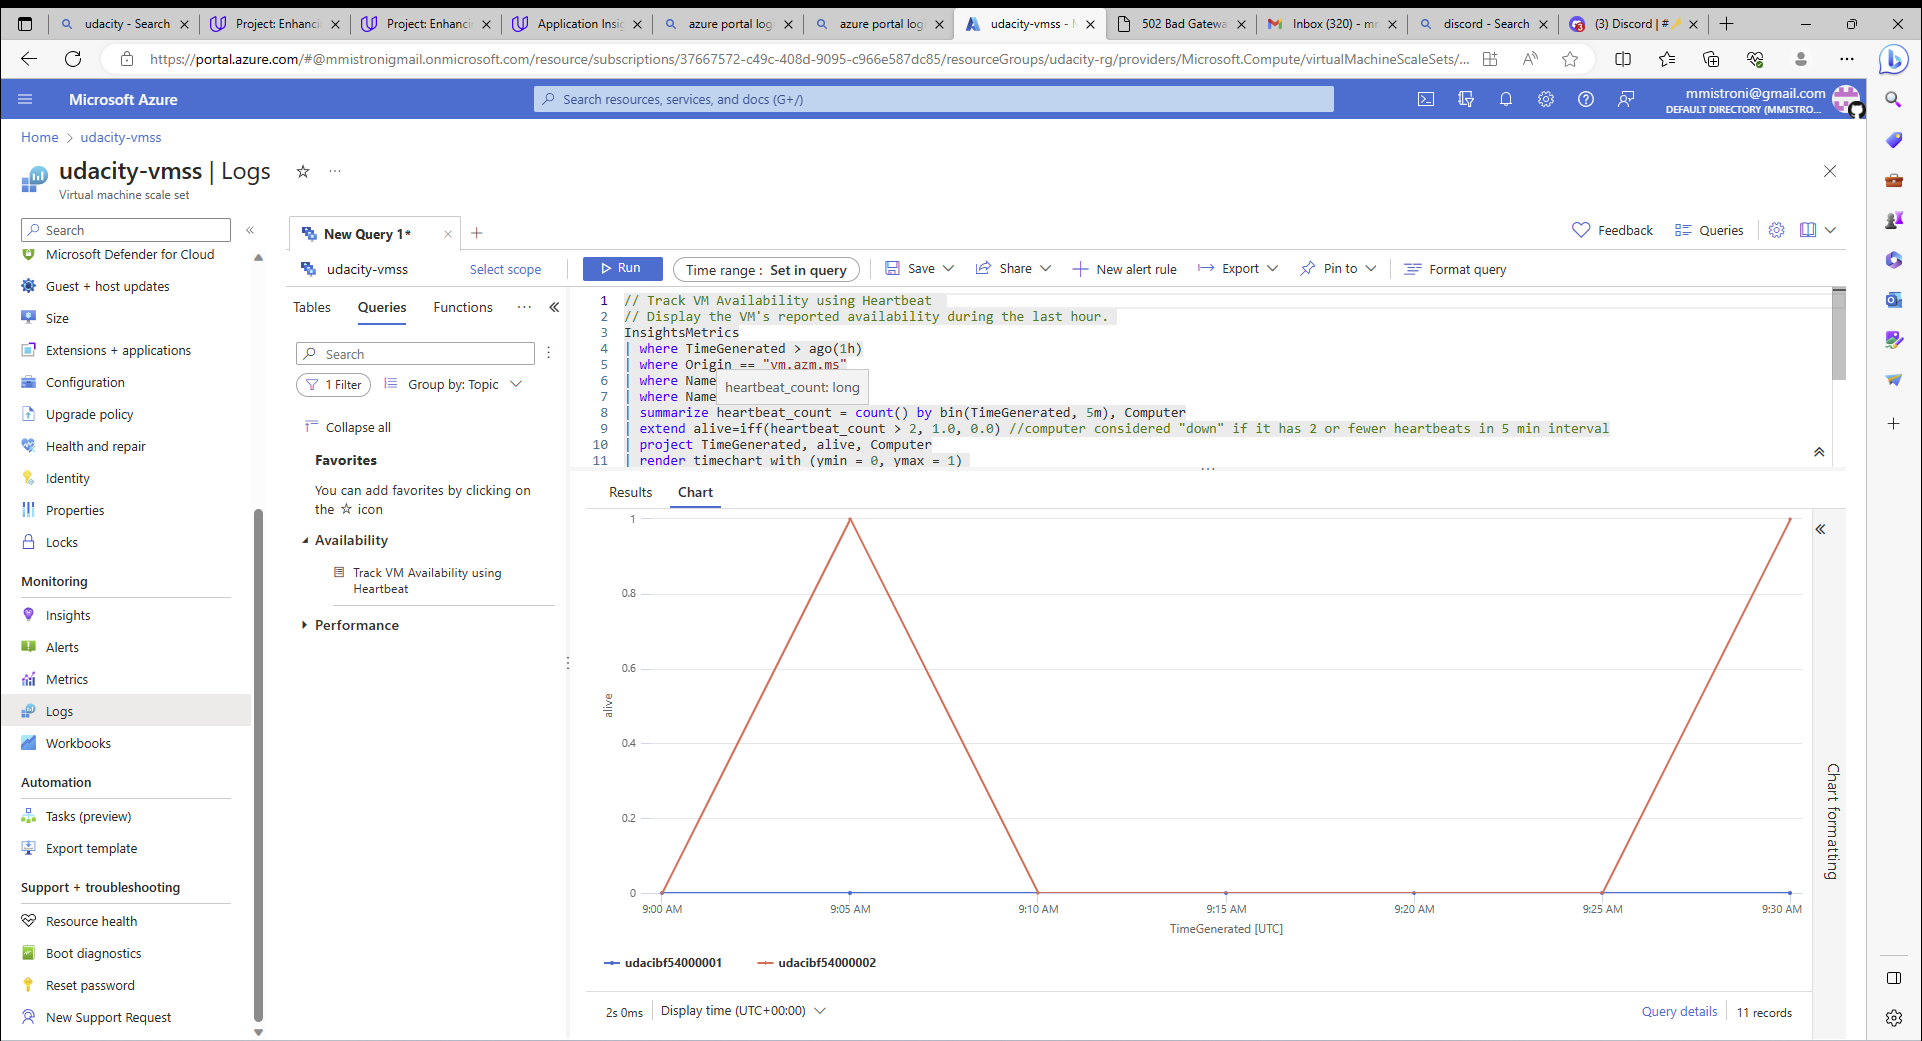 udacity - Search
Project: Enhancin
Project: Enhancin
Application Insig
azure portal logi
azure portal logi
udacity-vmss - M
502 Bad Gatewa
Inbox (320) - mr
discord - Search
(3) Discord | #
https://portal.azure.com/#@mmistronigmail.onmicrosoft.com/resource/subscriptions/37667572-c49c-408d-9095-c966e587dc85/resourceGroups/udacity-rg/providers/Microsoft.Compute/virtualMachineScaleSets/...
Microsoft Azure
Search resources, services, and docs (G+/)
mmistroni@gmail.com
DEFAULT DIRECTORY (MMISTRO...
Home > udacity-vmss
udacity-vmss | Logs
Virtual machine scale set
Search
Microsoft Defender for Cloud
Guest + host updates
Size
Extensions + applications
Configuration
Upgrade policy
Health and repair
Identity
Properties
Locks
Monitoring
Insights
Alerts
Metrics
Logs
Workbooks
Automation
Tasks (preview)
Export template
Support + troubleshooting
Resource health
Boot diagnostics
Reset password
New Support Request
New Query 1*
Feedback
Queries
udacity-vmss
Select scope
Run
Time range : Set in query
Save
Share
New alert rule
Export
Pin to
Format query
Tables
Queries
Functions
Search
1 Filter
Group by: Topic
Collapse all
Favorites
You can add favorites by clicking on
the ☆ icon
Availability
Track VM Availability using
Heartbeat
Performance
1 // Track VM Availability using Heartbeat
2 // Display the VM's reported availability during the last hour.
3 InsightsMetrics
4 | where TimeGenerated > ago(1h)
5 | where Origin == "vm.azm.ms"
6 | where Name
7 | where Name
heartbeat_count: long
8 | summarize heartbeat_count = count() by bin(TimeGenerated, 5m), Computer
9 | extend alive=iff(heartbeat_count > 2, 1.0, 0.0) //computer considered "down" if it has 2 or fewer heartbeats in 5 min interval
10 | project TimeGenerated, alive, Computer
11 | render timechart with (ymin = 0, ymax = 1)
Results
Chart
1
0.8
0.6
0.4
0.2
0
alive
9:00 AM
9:05 AM
9:10 AM
9:15 AM
9:20 AM
9:25 AM
9:30 AM
TimeGenerated [UTC]
udacibf54000001
udacibf54000002
Chart formatting
2s 0ms
Display time (UTC+00:00)
Query details
11 records